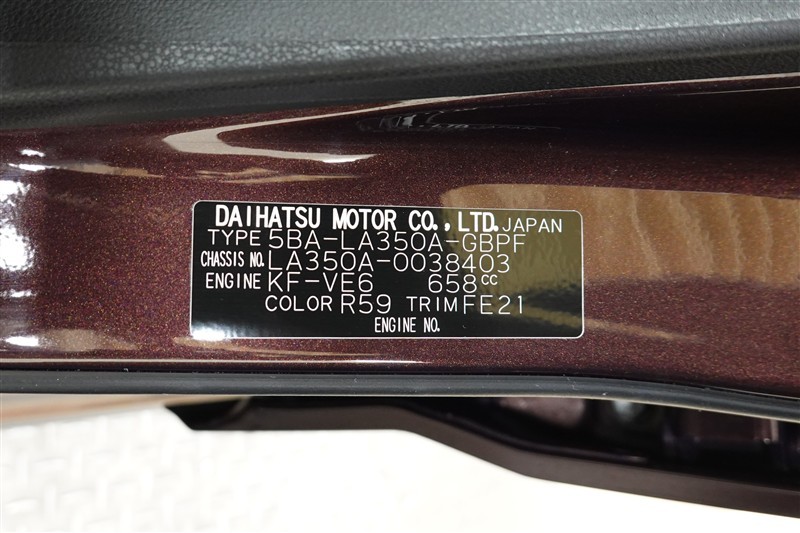 DAIHATSU MOTOR CO., LTD. JAPAN
TYPE 5BA-LA350A-GBPF
CHASSIS NO. LA350A-0038403
ENGINE KF-VE6 658cc
COLOR R59 TRIM FE21
ENGINE NO.